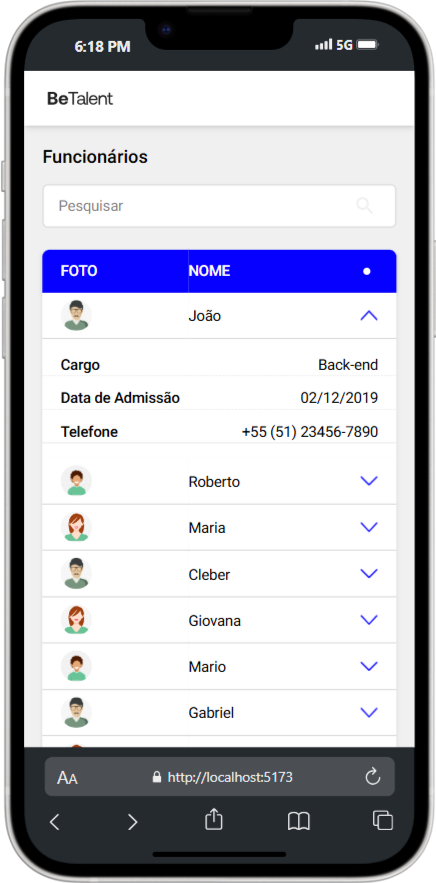 6:18 PM 5G
BeTalent
Funcionários
Pesquisar
FOTO NOME
João
Cargo Back-end
Data de Admissão 02/12/2019
Telefone +55 (51) 23456-7890
Roberto
Maria
Cleber
Giovana
Mario
Gabriel
AA http://localhost:5173